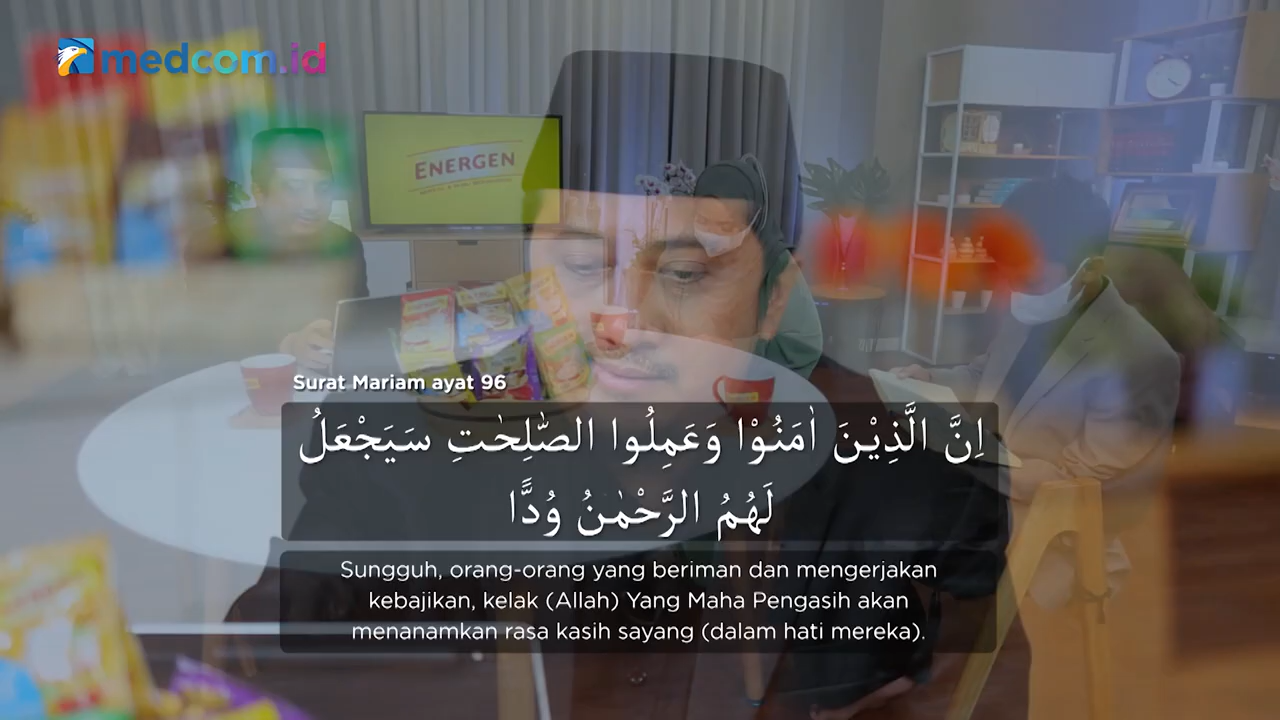 medcom.id
ENERGEN
Surat Mariam ayat 96
اِنَّ الَّذِيْنَ اٰمَنُوْا وَعَمِلُوا الصّٰلِحٰتِ سَيَجْعَلُ
لَهُمُ الرَّحْمٰنُ وُدًّا
Sungguh, orang-orang yang beriman dan mengerjakan
kebajikan, kelak (Allah) Yang Maha Pengasih akan
menanamkan rasa kasih sayang (dalam hati mereka).